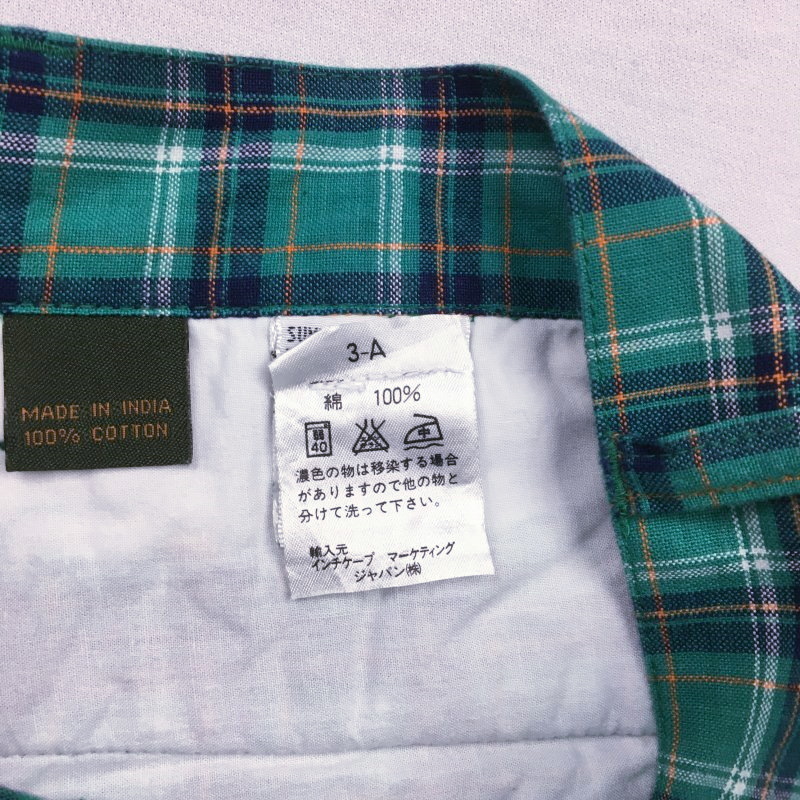 MADE IN INDIA
100% COTTON
3-A
綿 100%
弱
40
中
濃色の物は移染する場合
がありますので他の物と
分けて洗って下さい。
輸入元
インチケープ マーケティング
ジャパン㈱